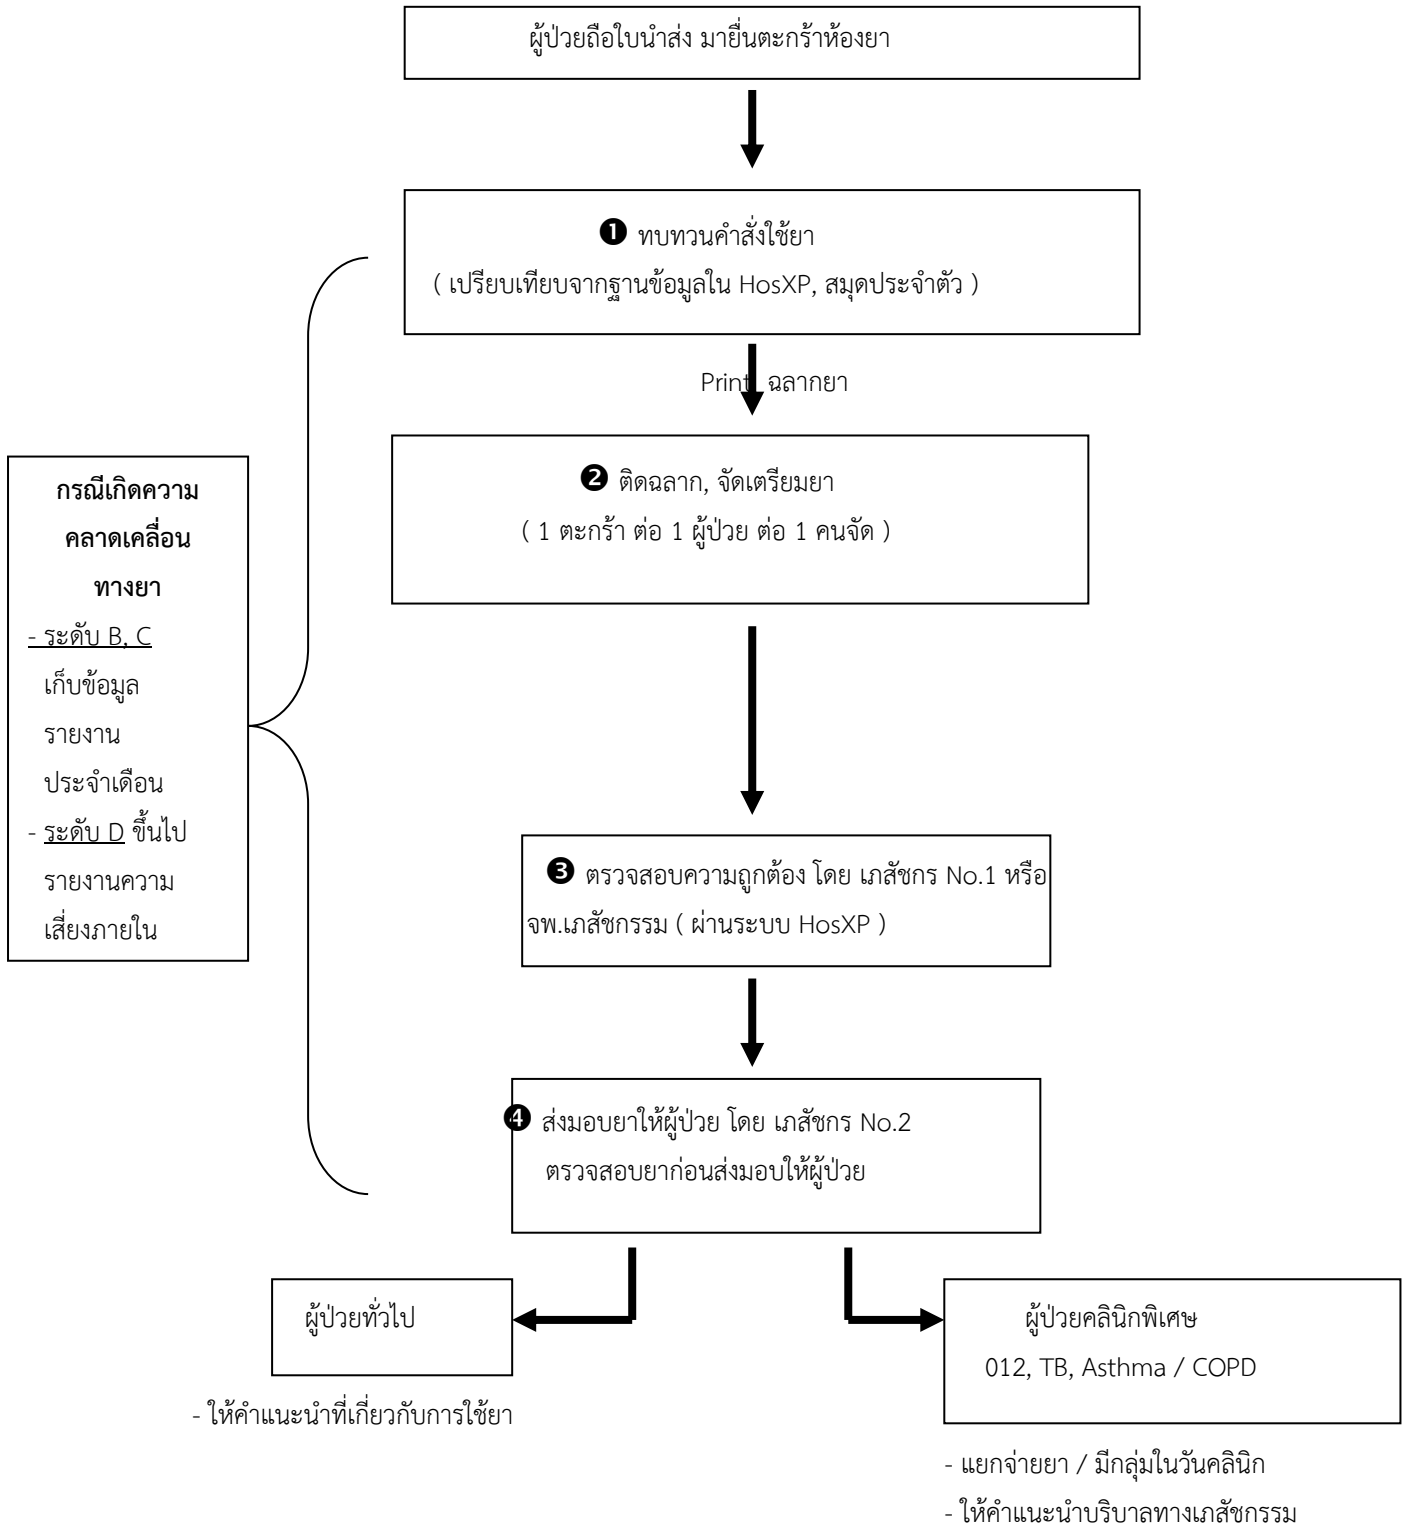 ผู้ป่วยถือใบนำส่ง มายื่นตะกร้าห้องยา
❶ ทบทวนคำสั่งใช้ยา
( เปรียบเทียบจากฐานข้อมูลใน HosXP, สมุดประจำตัว )
Print ฉลากยา
❷ ติดฉลาก, จัดเตรียมยา
( 1 ตะกร้า ต่อ 1 ผู้ป่วย ต่อ 1 คนจัด )
กรณีเกิดความ
คลาดเคลื่อน
ทางยา
- ระดับ B, C
เก็บข้อมูล
รายงาน
ประจำเดือน
- ระดับ D ขึ้นไป
รายงานความ
เสี่ยงภายใน
❸ ตรวจสอบความถูกต้อง โดย เภสัชกร No.1 หรือ
จพ.เภสัชกรรม ( ผ่านระบบ HosXP )
❹ ส่งมอบยาให้ผู้ป่วย โดย เภสัชกร No.2
ตรวจสอบยาก่อนส่งมอบให้ผู้ป่วย
ผู้ป่วยทั่วไป
- ให้คำแนะนำที่เกี่ยวกับการใช้ยา
ผู้ป่วยคลินิกพิเศษ
012, TB, Asthma / COPD
- แยกจ่ายยา / มีกลุ่มในวันคลินิก
- ให้คำแนะนำบริบาลทางเภสัชกรรม